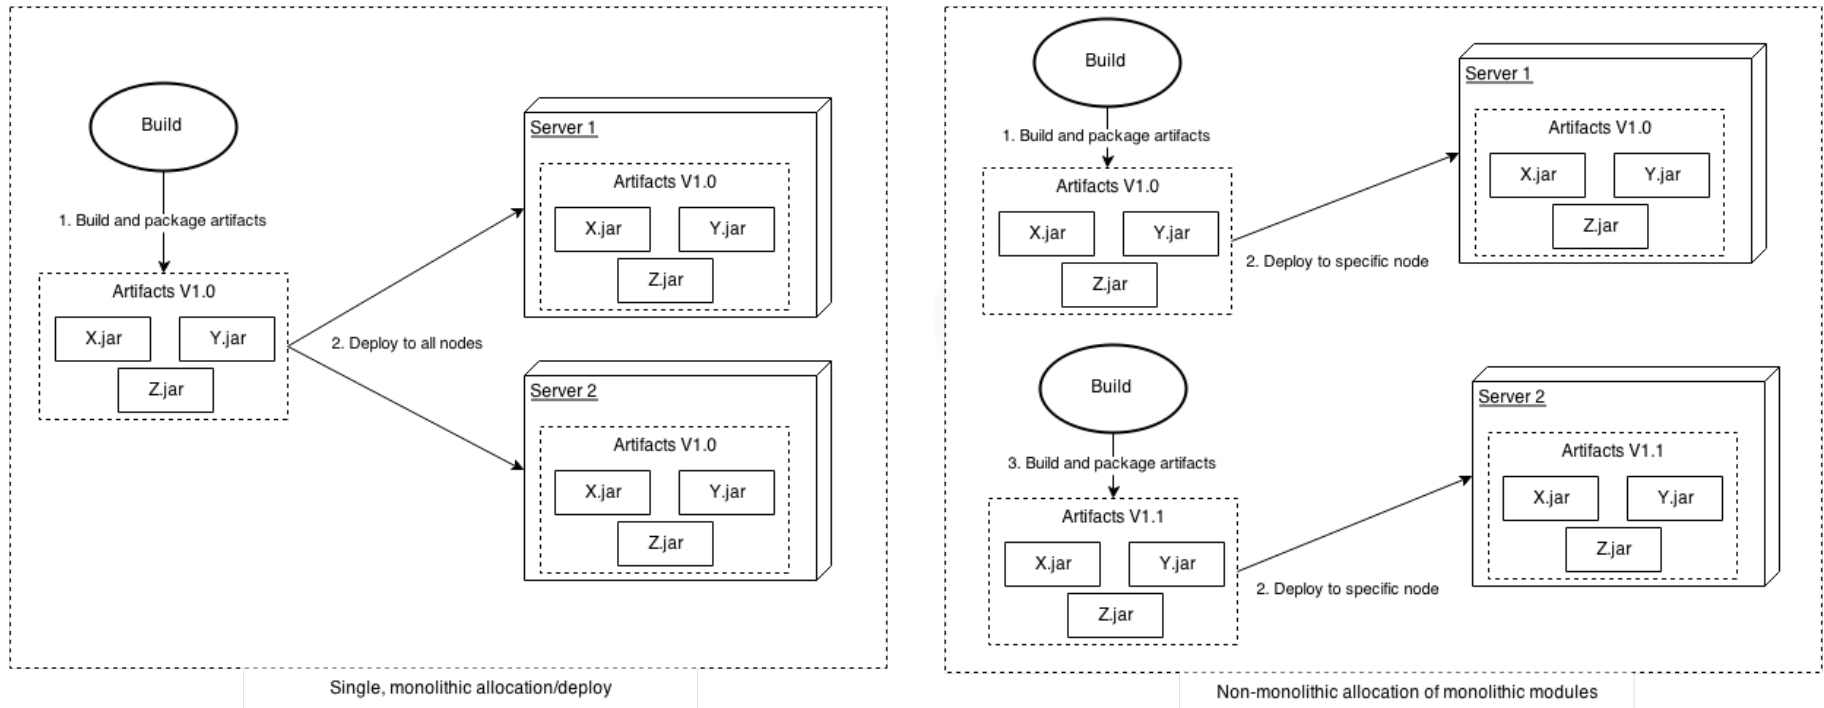 Build
1. Build and package artifacts
Artifacts V1.0
X.jar
Y.jar
Z.jar
2. Deploy to all nodes
Server 1
Artifacts V1.0
X.jar
Y.jar
Z.jar
Server 2
Artifacts V1.0
X.jar
Y.jar
Z.jar
Single, monolithic allocation/deploy
Build
1. Build and package artifacts
Artifacts V1.0
X.jar
Y.jar
Z.jar
2. Deploy to specific node
Server 1
Artifacts V1.0
X.jar
Y.jar
Z.jar
Build
3. Build and package artifacts
Artifacts V1.1
X.jar
Y.jar
Z.jar
2. Deploy to specific node
Server 2
Artifacts V1.1
X.jar
Y.jar
Z.jar
Non-monolithic allocation of monolithic modules